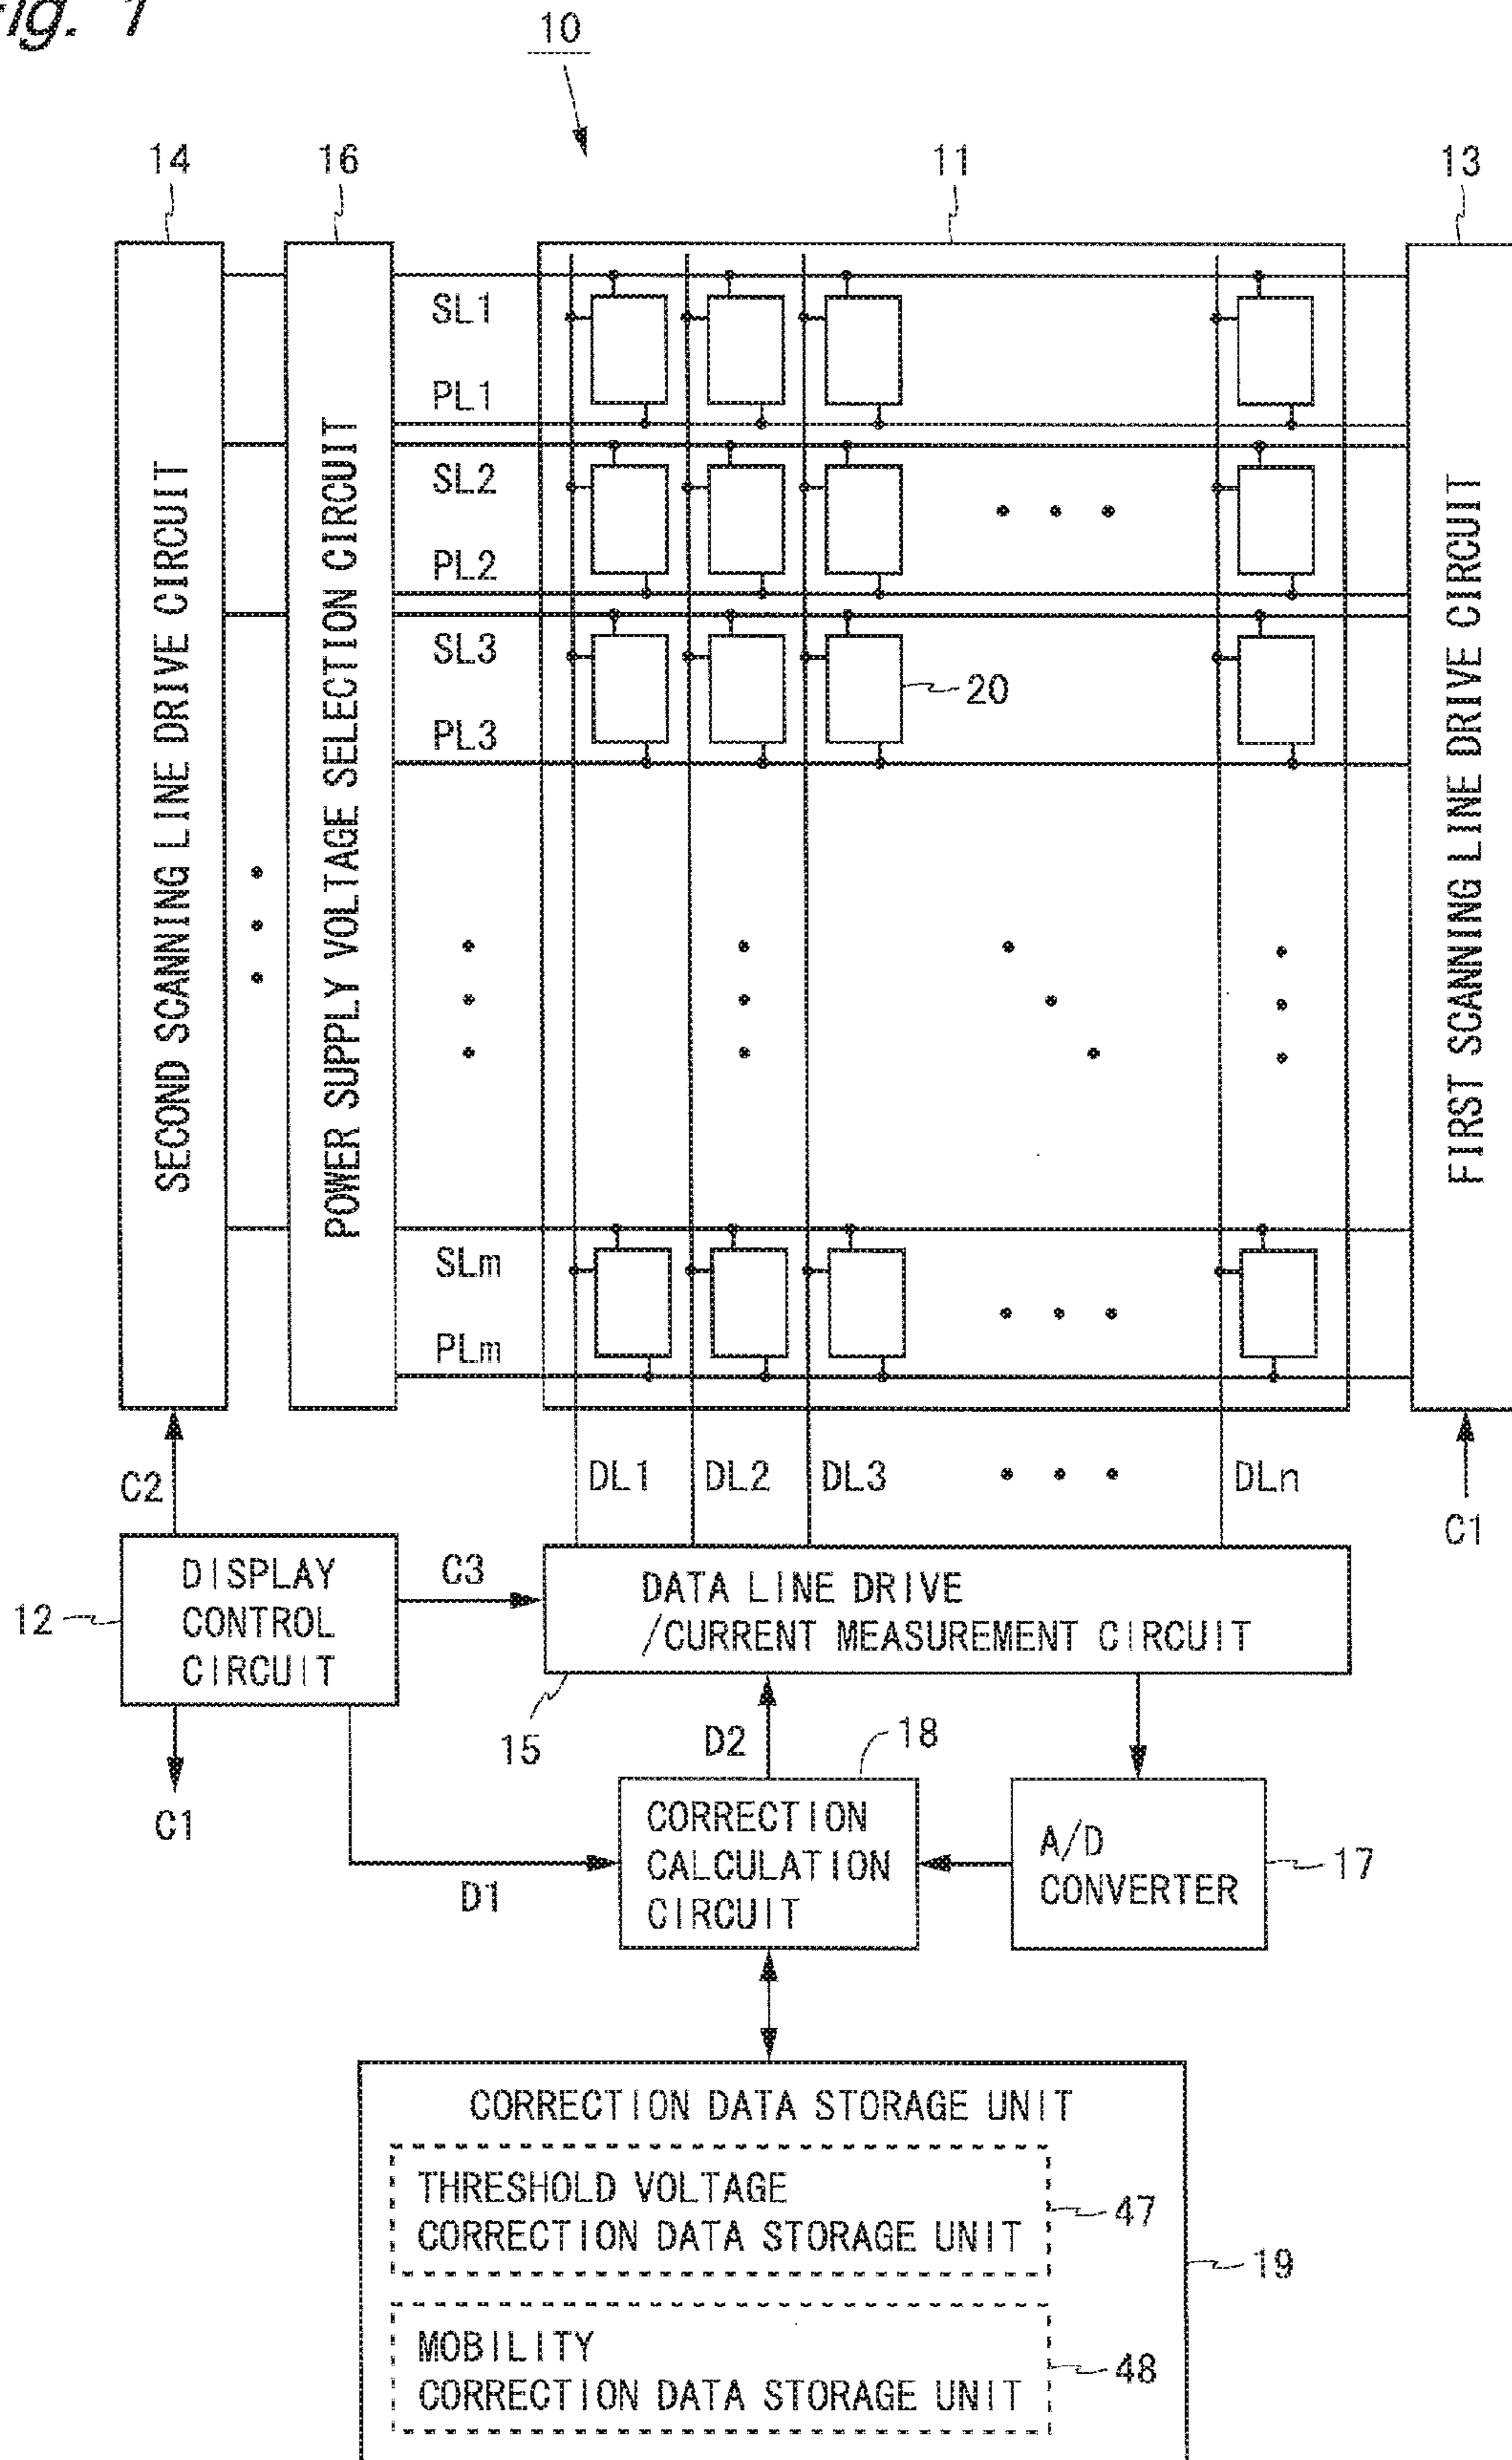 Fig. 1
10
14
16
11
13
SECOND SCANNING LINE DRIVE CIRCUIT
POWER SUPPLY VOLTAGE SELECTION CIRCUIT
FIRST SCANNING LINE DRIVE CIRCUIT
SL1
PL1
SL2
PL2
SL3
20
PL3
SLm
PLm
C2
DL1
DL2
DL3
DLn
C1
12
DISPLAY
CONTROL
CIRCUIT
C3
DATA LINE DRIVE
/CURRENT MEASUREMENT CIRCUIT
15
C1
D1
D2
18
CORRECTION
CALCULATION
CIRCUIT
A/D
CONVERTER
17
CORRECTION DATA STORAGE UNIT
THRESHOLD VOLTAGE
CORRECTION DATA STORAGE UNIT
47
19
MOBILITY
CORRECTION DATA STORAGE UNIT
48